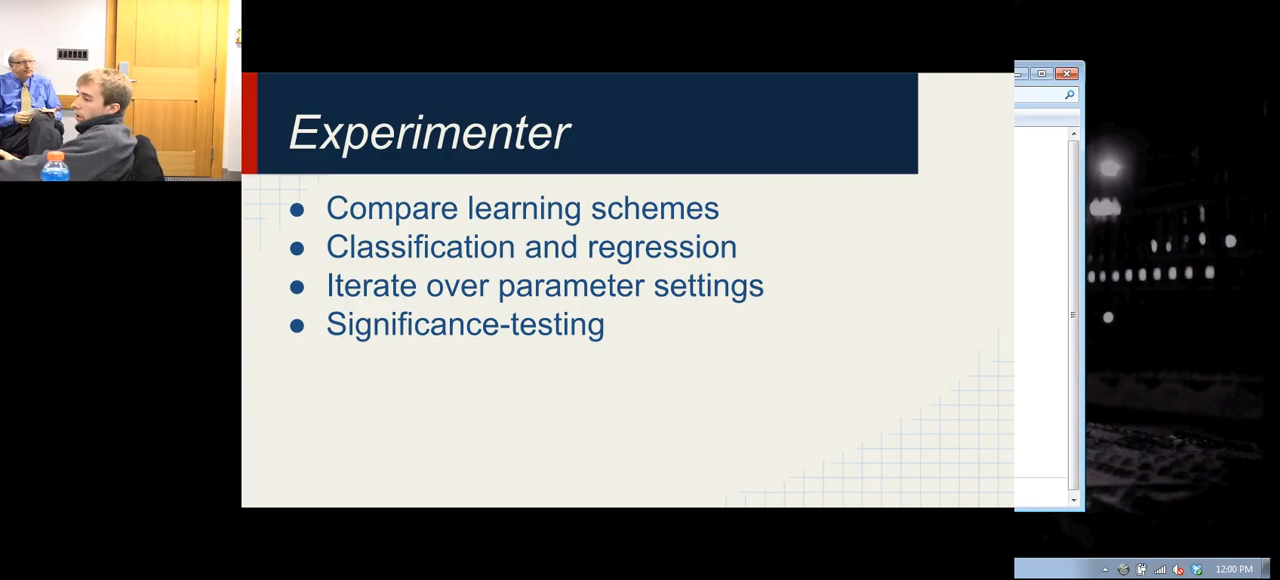 Experimenter
● Compare learning schemes
● Classification and regression
● Iterate over parameter settings
● Significance-testing
12:00 PM